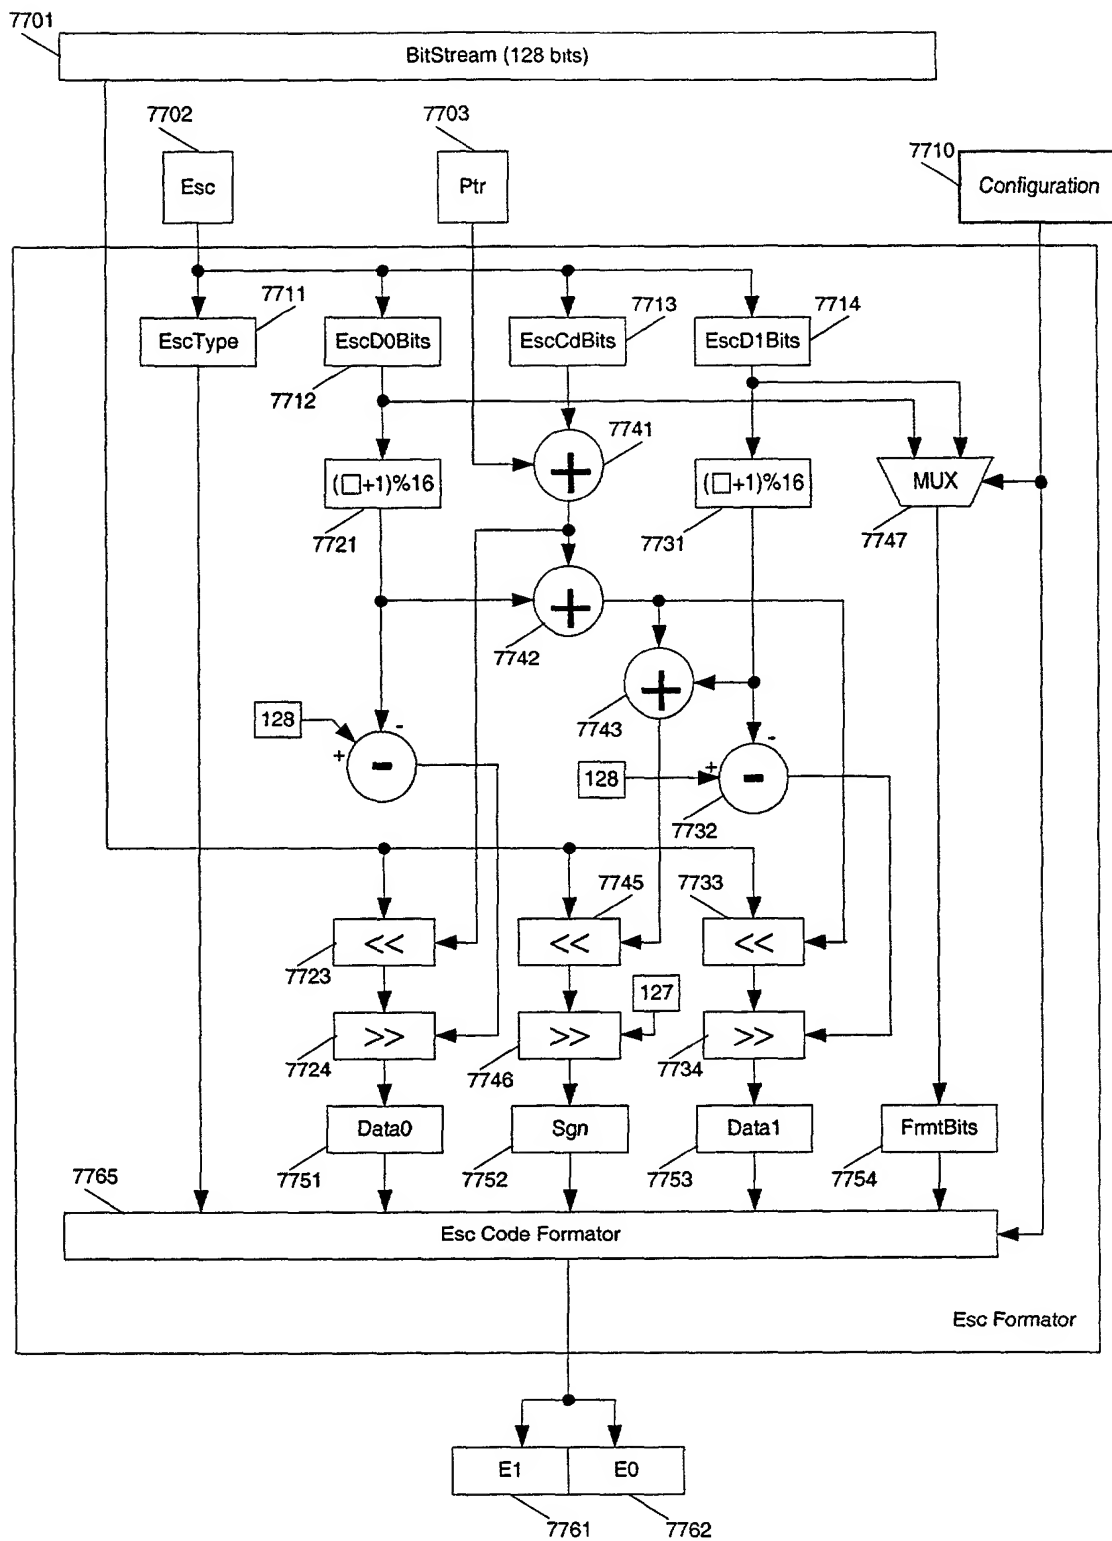 7701
BitStream (128 bits)
7702
7703
7710
Esc
Ptr
Configuration
7711
7713
7714
EscType
EscD0Bits
EscCdBits
EscD1Bits
7712
7741
(□+1)%16
+
(□+1)%16
MUX
7721
7731
7747
+
7742
+
7743
128
-
+
-
-
128
+
-
7732
7745
7733
<<
<<
<<
7723
127
>>
>>
>>
7724
7746
7734
Data0
Sgn
Data1
FrmtBits
7765
7751
7752
7753
7754
Esc Code Formator
Esc Formator
E1
E0
7761
7762